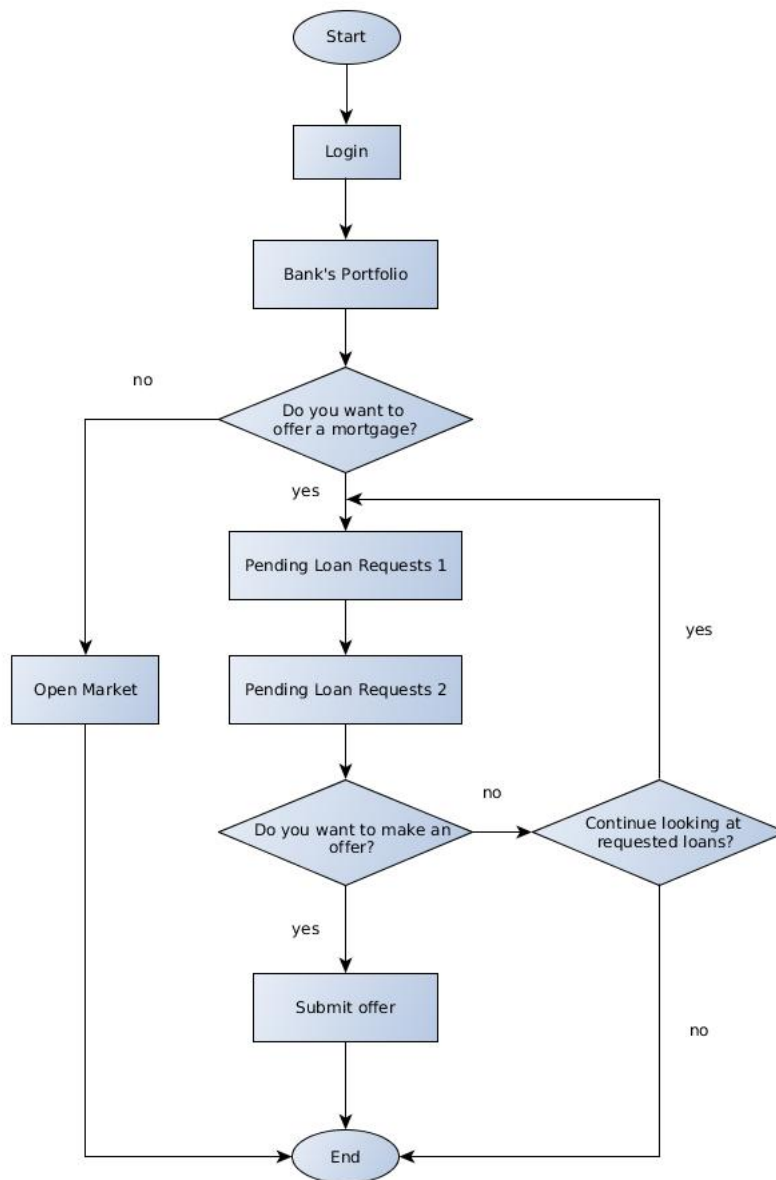 Start
Login
Bank's Portfolio
no
Do you want to
offer a mortgage?
yes
Pending Loan Requests 1
yes
Open Market
Pending Loan Requests 2
no
Do you want to make an
offer?
Continue looking at
requested loans?
yes
Submit offer
no
End